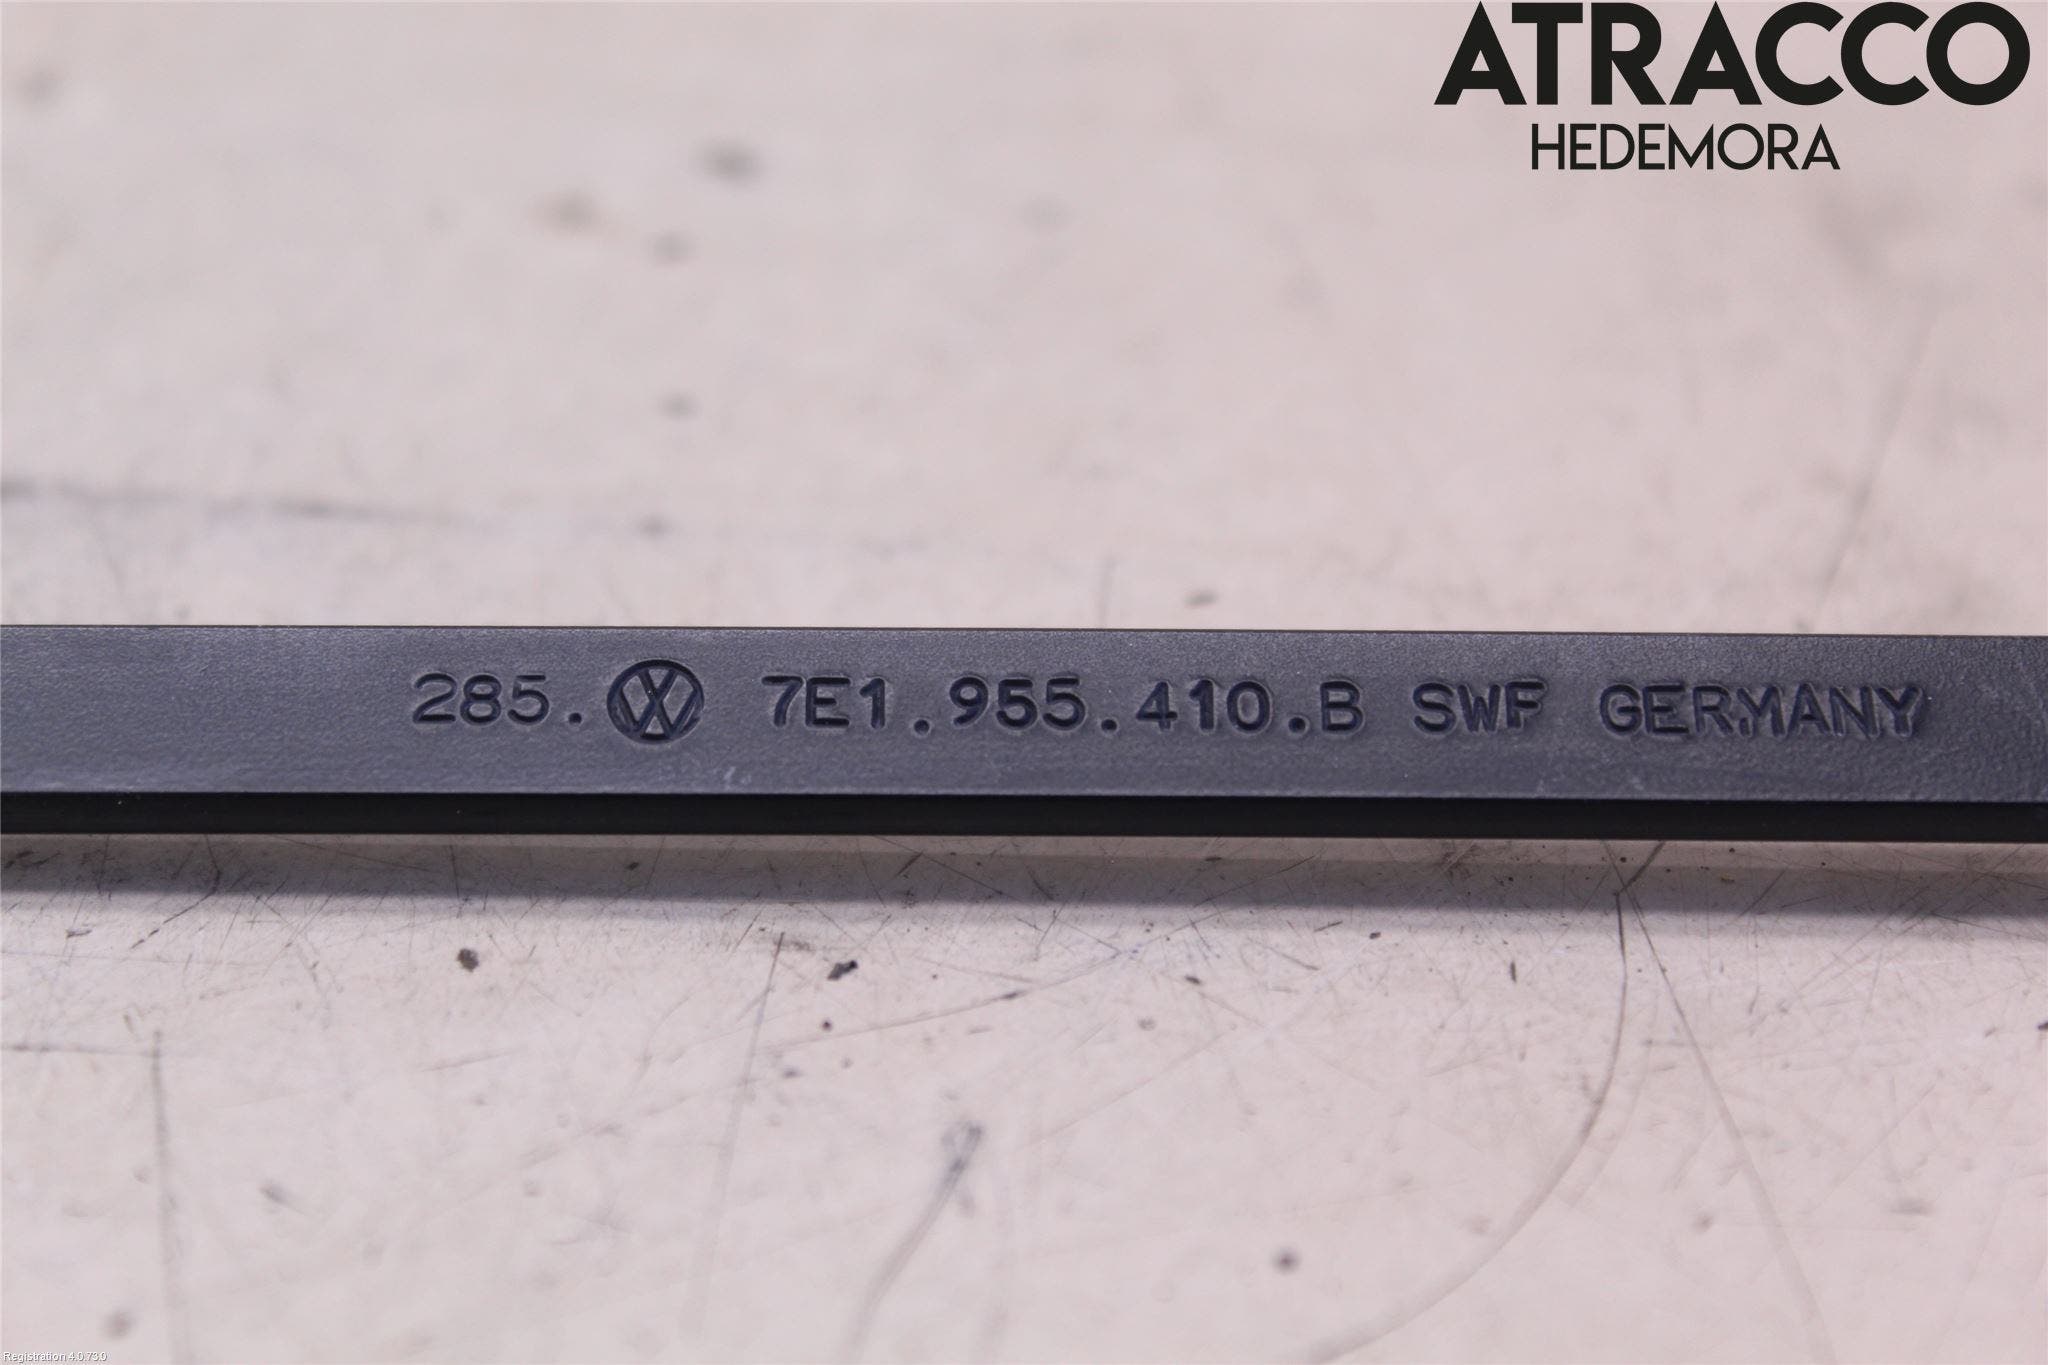 ATRACCO
HEDEMORA
285. 7E1.955.410.B SWF GERMANY
Registration 4.0.73.0